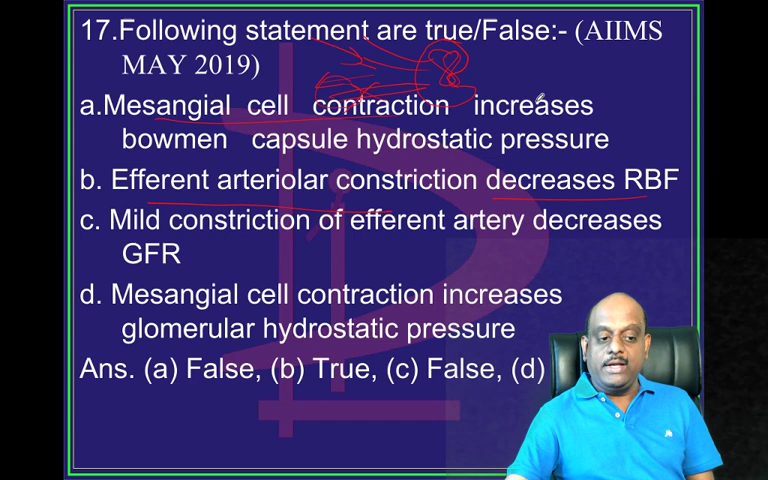 17.Following statement are true/False:- (AIIMS
MAY 2019)
a.Mesangial cell contraction increases
bowmen capsule hydrostatic pressure
b. Efferent arteriolar constriction decreases RBF
c. Mild constriction of efferent artery decreases
GFR
d. Mesangial cell contraction increases
glomerular hydrostatic pressure
Ans. (a) False, (b) True, (c) False, (d)